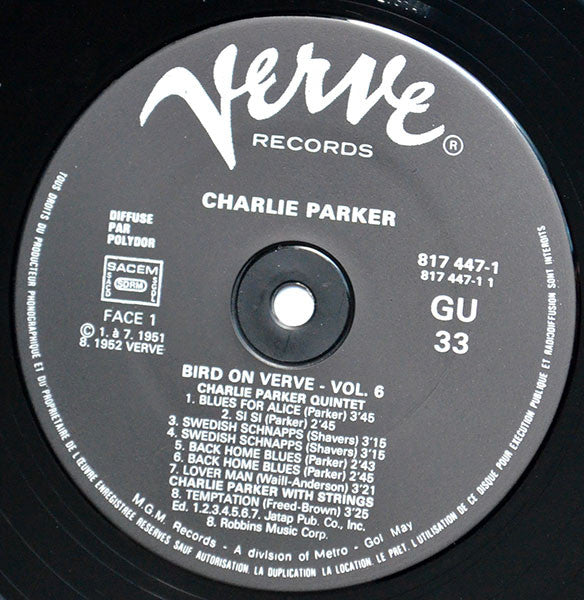 Verve
RECORDS ®
CHARLIE PARKER
DIFFUSE
PAR
POLYDOR
SACEM
SDRM
SACD
SGDL
FACE 1
© 1. à 7. 1951
8. 1952 VERVE
817 447-1
817 447-1 1
GU
33
BIRD ON VERVE - VOL. 6
CHARLIE PARKER QUINTET
1. BLUES FOR ALICE (Parker) 3'45
2. SI SI (Parker) 2'45
3. SWEDISH SCHNAPPS (Shavers) 3'15
4. SWEDISH SCHNAPPS (Shavers) 3'15
5. BACK HOME BLUES (Parker) 2'43
6. BACK HOME BLUES (Parker) 2'45
7. LOVER MAN (Waill-Anderson) 3'21
CHARLIE PARKER WITH STRINGS
8. TEMPTATION (Freed-Brown) 3'25
Ed. 1.2.3.4.5.6.7. Jatap Pub. Co., Inc.
8. Robbins Music Corp.
M.G.M. Records - A division of Metro - Gol May
TOUS DROITS DU PRODUCTEUR PHONOGRAPHIQUE ET DU PROPRIETAIRE DE L'ŒUVRE ENREGISTREE RESERVES SAUF AUTORISATION. LA DUPLICATION LA LOCATION. LE PRET. L'UTILISATION DE CE DISQUE POUR EXECUTION PUBLIQUE ET RADIODIFFUSION SONT INTERDITS